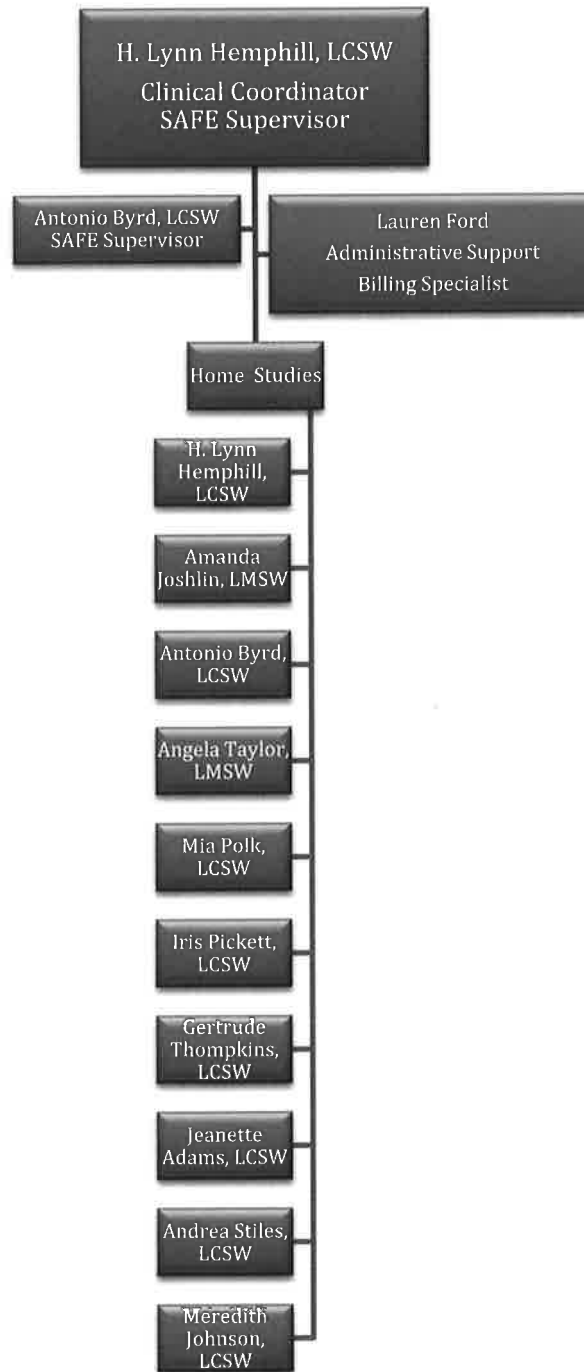 H. Lynn Hemphill, LCSW
Clinical Coordinator
SAFE Supervisor
Antonio Byrd, LCSW
SAFE Supervisor
Lauren Ford
Administrative Support
Billing Specialist
Home Studies
H. Lynn
Hemphill,
LCSW
Amanda
Joshlin, LMSW
Antonio Byrd,
LCSW
Angela Taylor,
LMSW
Mia Polk,
LCSW
Iris Pickett,
LCSW
Gertrude
Thompkins,
LCSW
Jeanette
Adams, LCSW
Andrea Stiles,
LCSW
Meredith
Johnson,
LCSW